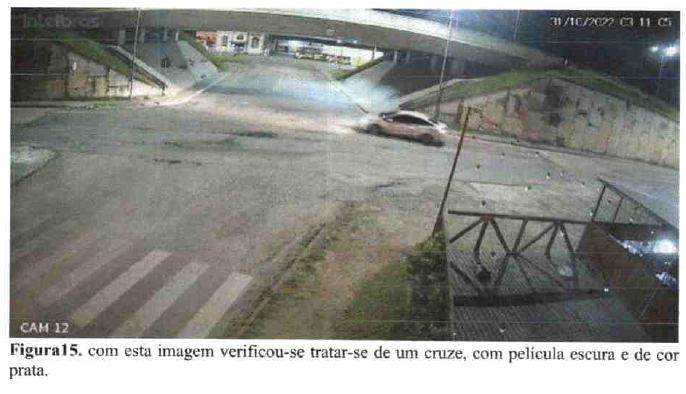 intelbras
31/10/2022 03 11 05
CAM 12
Figura15. com esta imagem verificou-se tratar-se de um cruze, com película escura e de cor
prata.